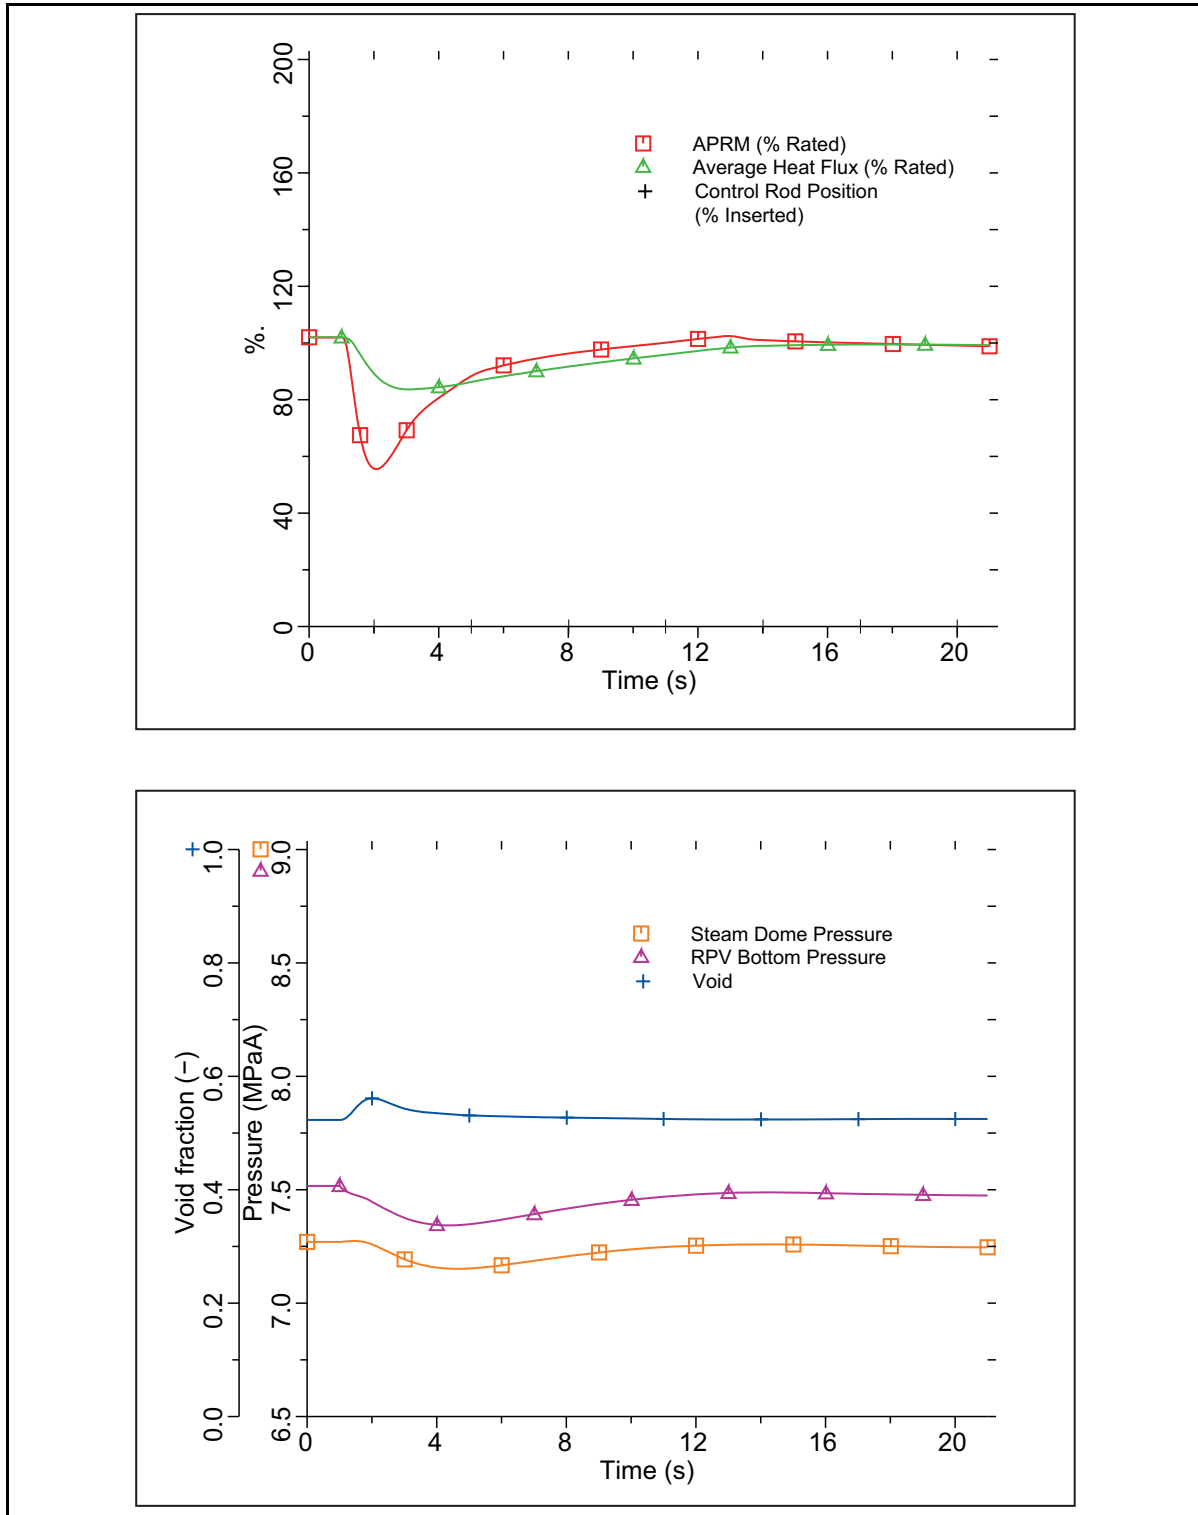 200
160
120
80
40
0
%.
APRM (% Rated)
Average Heat Flux (% Rated)
Control Rod Position
(% Inserted)
0 4 8 12 16 20
Time (s)
1.0
0.8
0.6
0.4
0.2
0.0
Void fraction (−)
9.0
8.5
8.0
7.5
7.0
6.5
Pressure (MPaA)
Steam Dome Pressure
RPV Bottom Pressure
Void
0 4 8 12 16 20
Time (s)